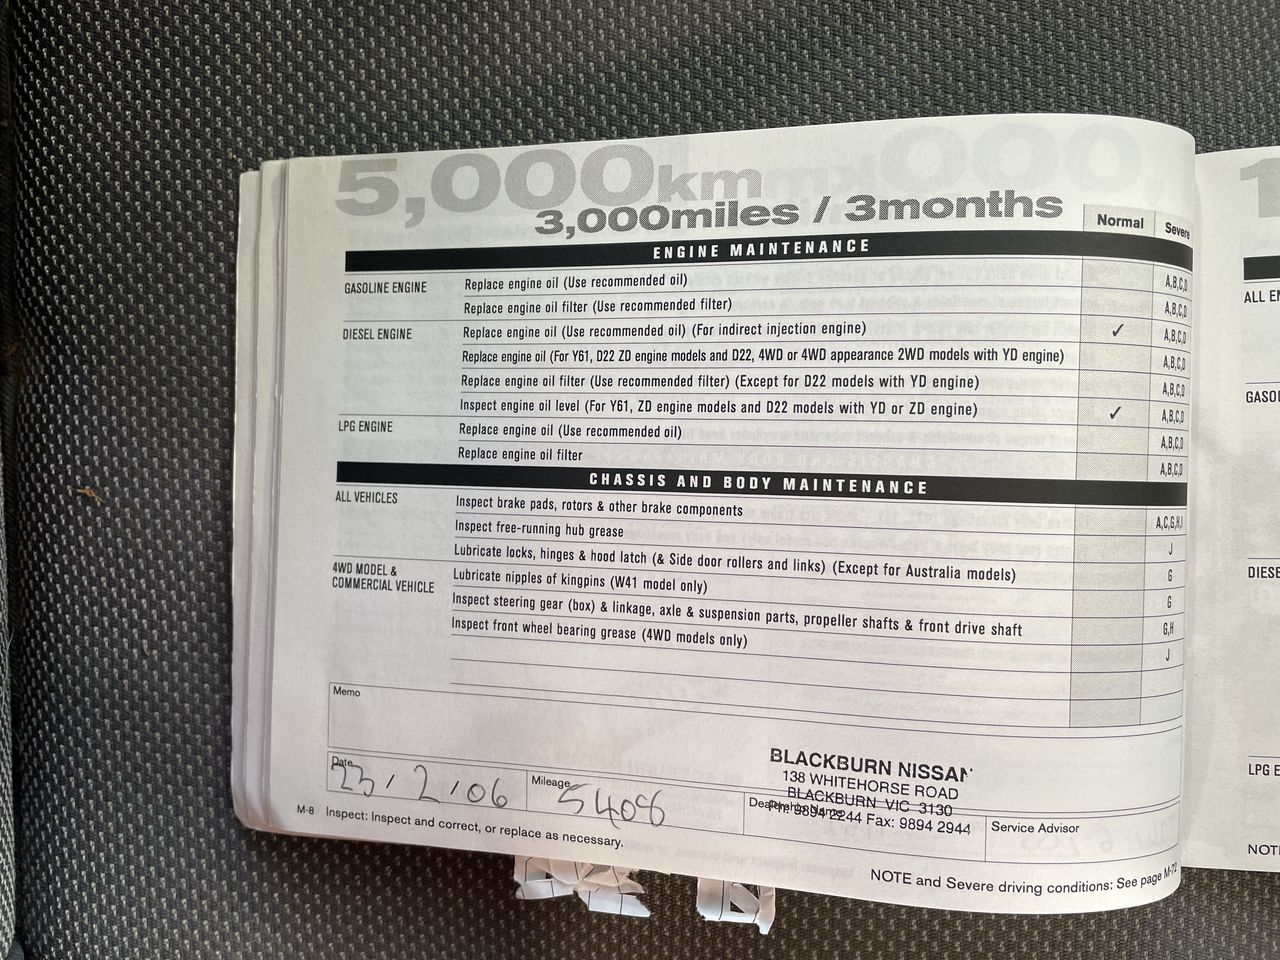 5,000km
3,000miles / 3months
Normal Severe
ENGINE MAINTENANCE
GASOLINE ENGINE Replace engine oil (Use recommended oil) A,B,C,D
Replace engine oil filter (Use recommended filter) A,B,C,D
DIESEL ENGINE Replace engine oil (Use recommended oil) (For indirect injection engine) ✓ A,B,C,D
Replace engine oil (For Y61, D22 ZD engine models and D22, 4WD or 4WD appearance 2WD models with YD engine) A,B,C,D
Replace engine oil filter (Use recommended filter) (Except for D22 models with YD engine) A,B,C,D
Inspect engine oil level (For Y61, ZD engine models and D22 models with YD or ZD engine) ✓ A,B,C,D
LPG ENGINE Replace engine oil (Use recommended oil) A,B,C,D
Replace engine oil filter A,B,C,D
CHASSIS AND BODY MAINTENANCE
ALL VEHICLES Inspect brake pads, rotors & other brake components A,C,G,H,I
Inspect free-running hub grease J
Lubricate locks, hinges & hood latch (& Side door rollers and links) (Except for Australia models) G
4WD MODEL & COMMERCIAL VEHICLE Lubricate nipples of kingpins (W41 model only) G
Inspect steering gear (box) & linkage, axle & suspension parts, propeller shafts & front drive shaft G,H
Inspect front wheel bearing grease (4WD models only) J
Memo
BLACKBURN NISSAN
138 WHITEHORSE ROAD
BLACKBURN VIC 3130
Ph: 9894 2244 Fax: 9894 2944
Date 23/2/06 Mileage 5408 Dealership Name Service Advisor
M-8 Inspect: Inspect and correct, or replace as necessary.
NOTE and Severe driving conditions: See page M-72
1
ALL EN
GASOL
DIESE
LPG E
NOT